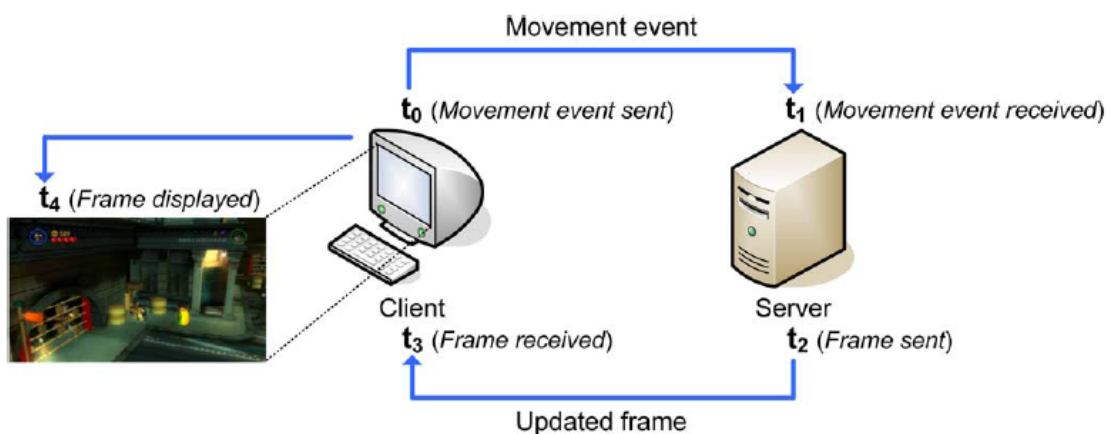 Movement event
t0 (Movement event sent)
t1 (Movement event received)
t4 (Frame displayed)
Client
Server
t3 (Frame received)
t2 (Frame sent)
Updated frame